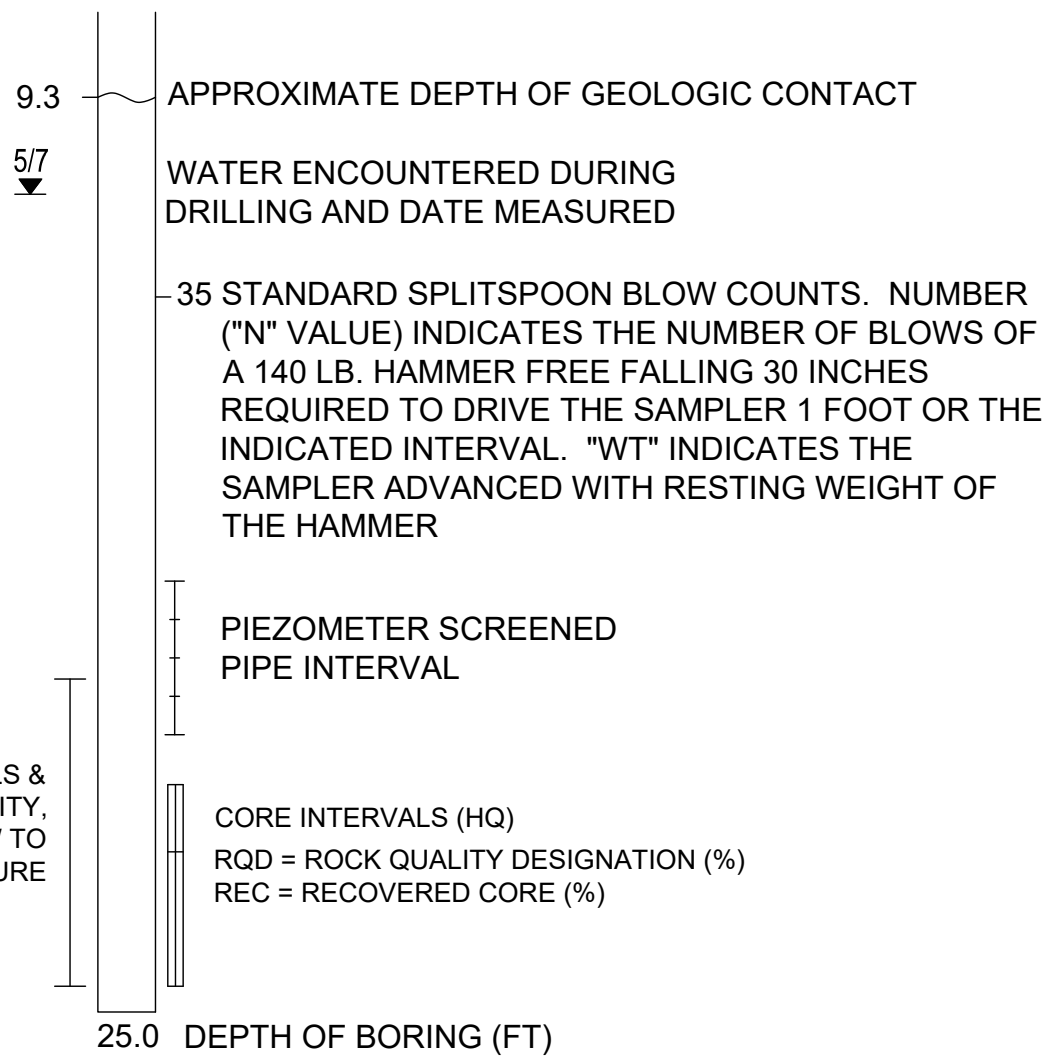 9.3 APPROXIMATE DEPTH OF GEOLOGIC CONTACT
5/7
WATER ENCOUNTERED DURING
DRILLING AND DATE MEASURED
35 STANDARD SPLITSPOON BLOW COUNTS. NUMBER
("N" VALUE) INDICATES THE NUMBER OF BLOWS OF
A 140 LB. HAMMER FREE FALLING 30 INCHES
REQUIRED TO DRIVE THE SAMPLER 1 FOOT OR THE
INDICATED INTERVAL. "WT" INDICATES THE
SAMPLER ADVANCED WITH RESTING WEIGHT OF
THE HAMMER
PIEZOMETER SCREENED
PIPE INTERVAL
&
TO
CORE INTERVALS (HQ)
RQD = ROCK QUALITY DESIGNATION (%)
REC = RECOVERED CORE (%)
25.0 DEPTH OF BORING (FT)